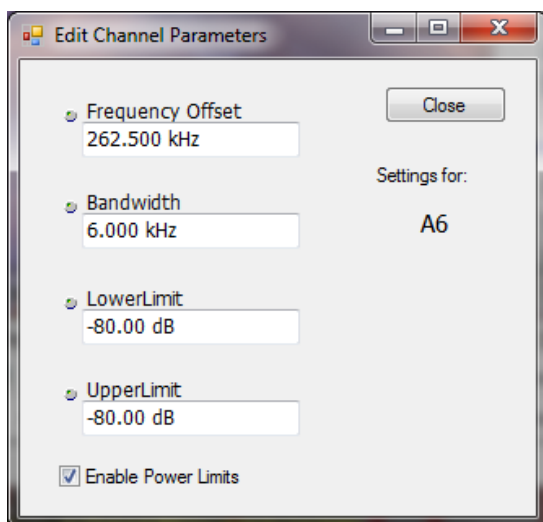 Edit Channel Parameters
Frequency Offset
262.500 kHz
Close
Settings for:
Bandwidth
6.000 kHz
A6
LowerLimit
-80.00 dB
UpperLimit
-80.00 dB
Enable Power Limits